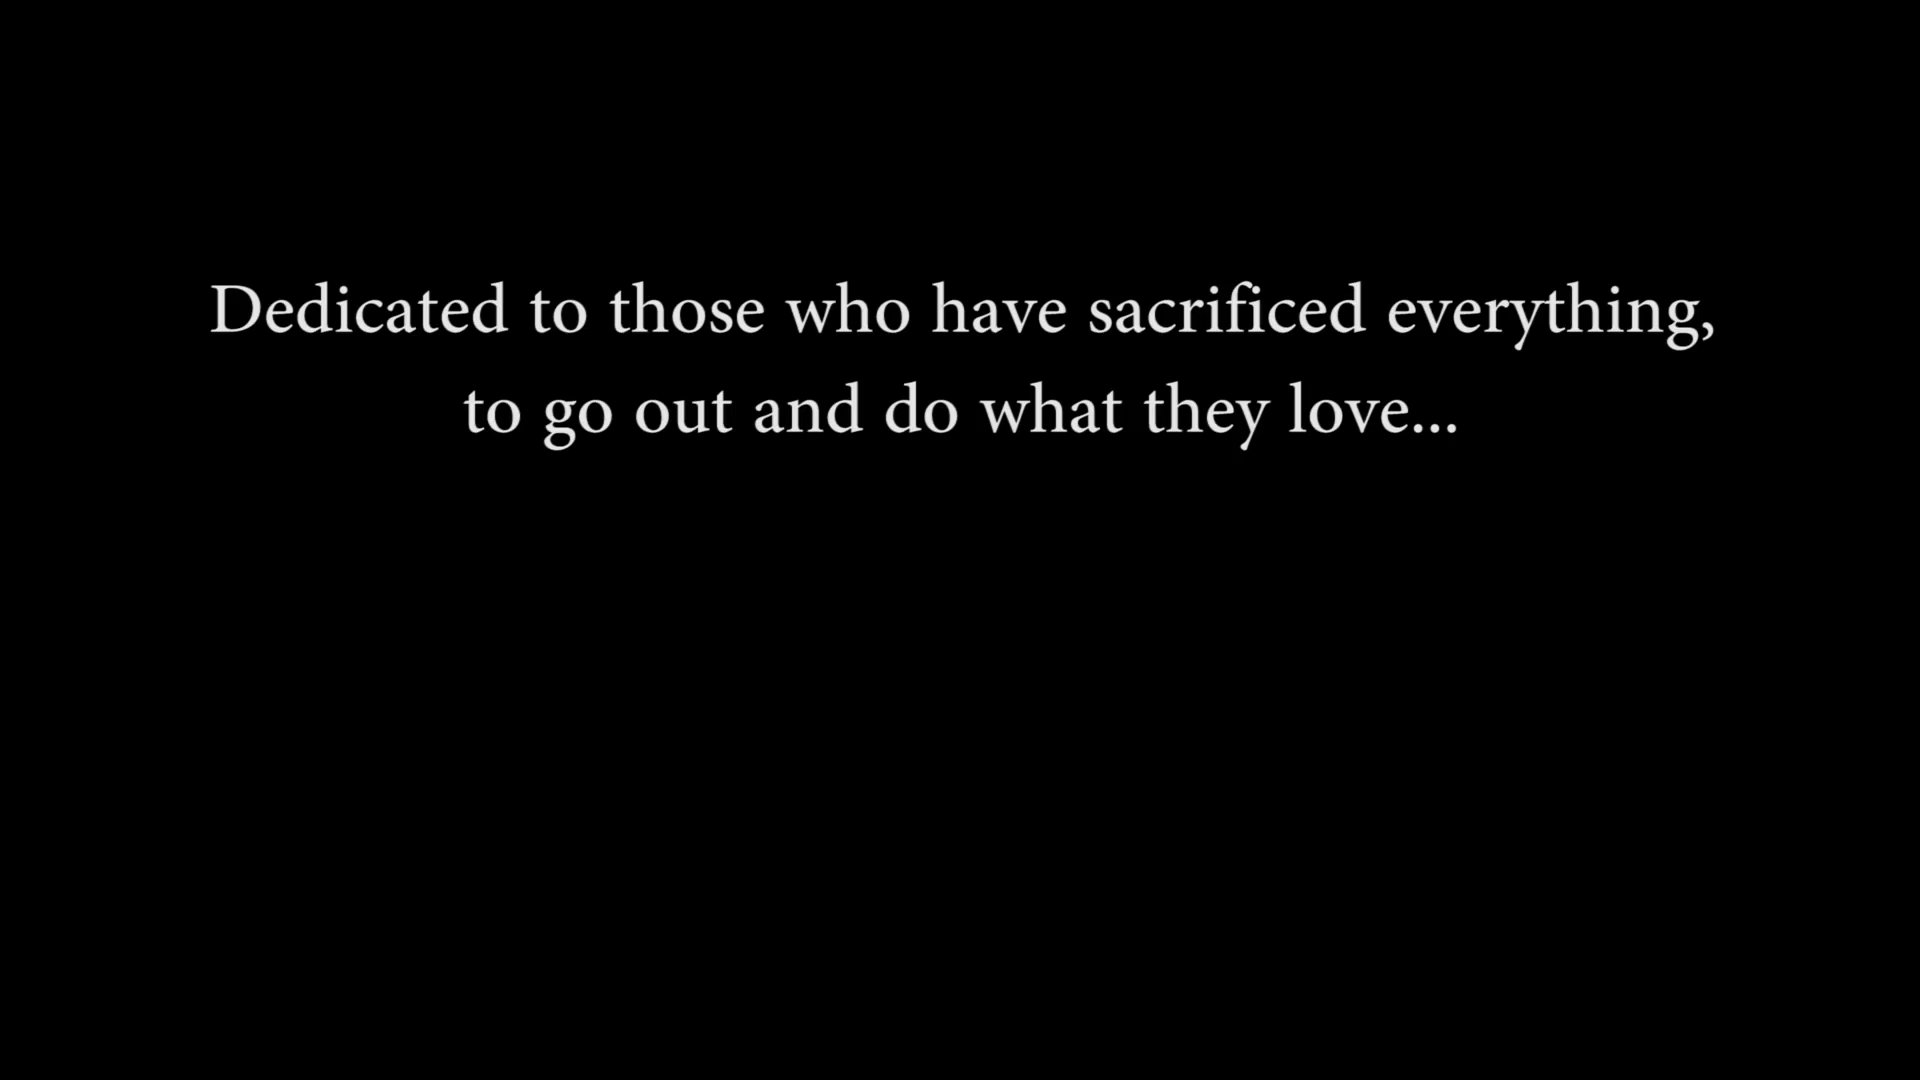 Dedicated to those who have sacrificed everything,
to go out and do what they love...